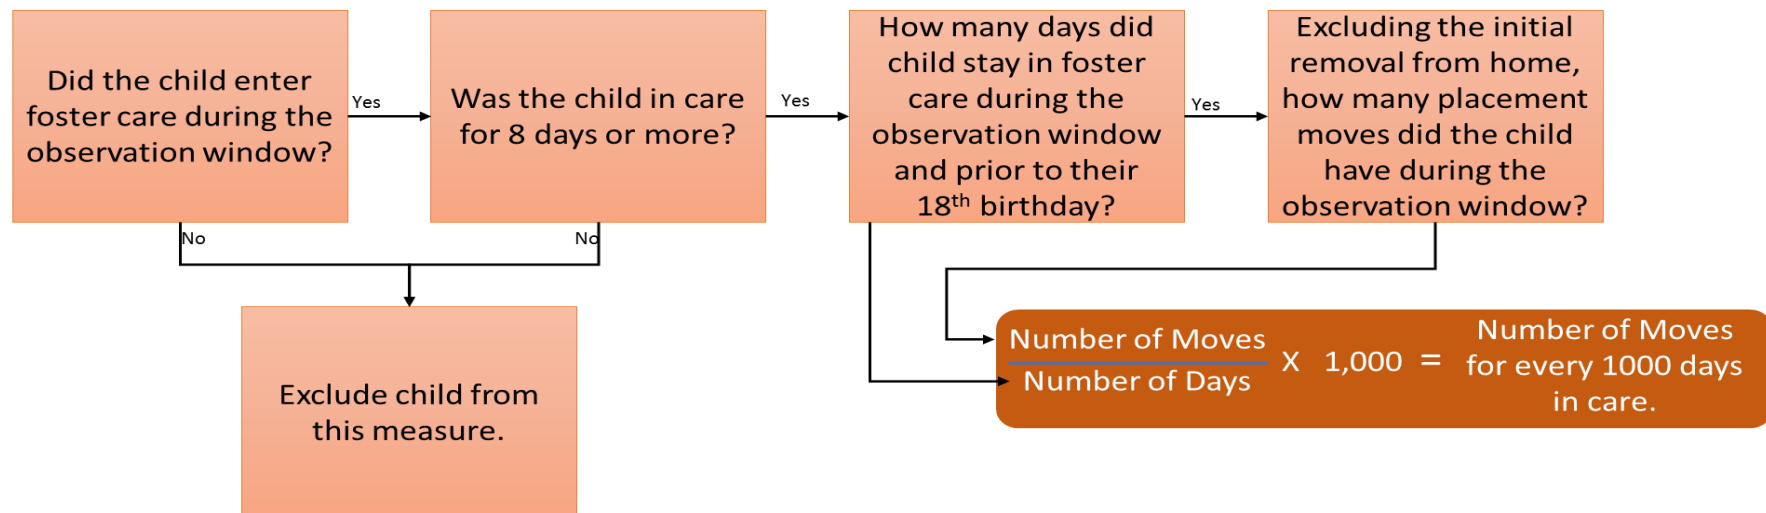 Did the child enter
foster care during the
observation window?
Yes
Was the child in care
for 8 days or more?
Yes
How many days did
child stay in foster
care during the
observation window
and prior to their
18th birthday?
Yes
Excluding the initial
removal from home,
how many placement
moves did the child
have during the
observation window?
No
No
Exclude child from
this measure.
Number of Moves
Number of Days
X 1,000 =
Number of Moves
for every 1000 days
in care.